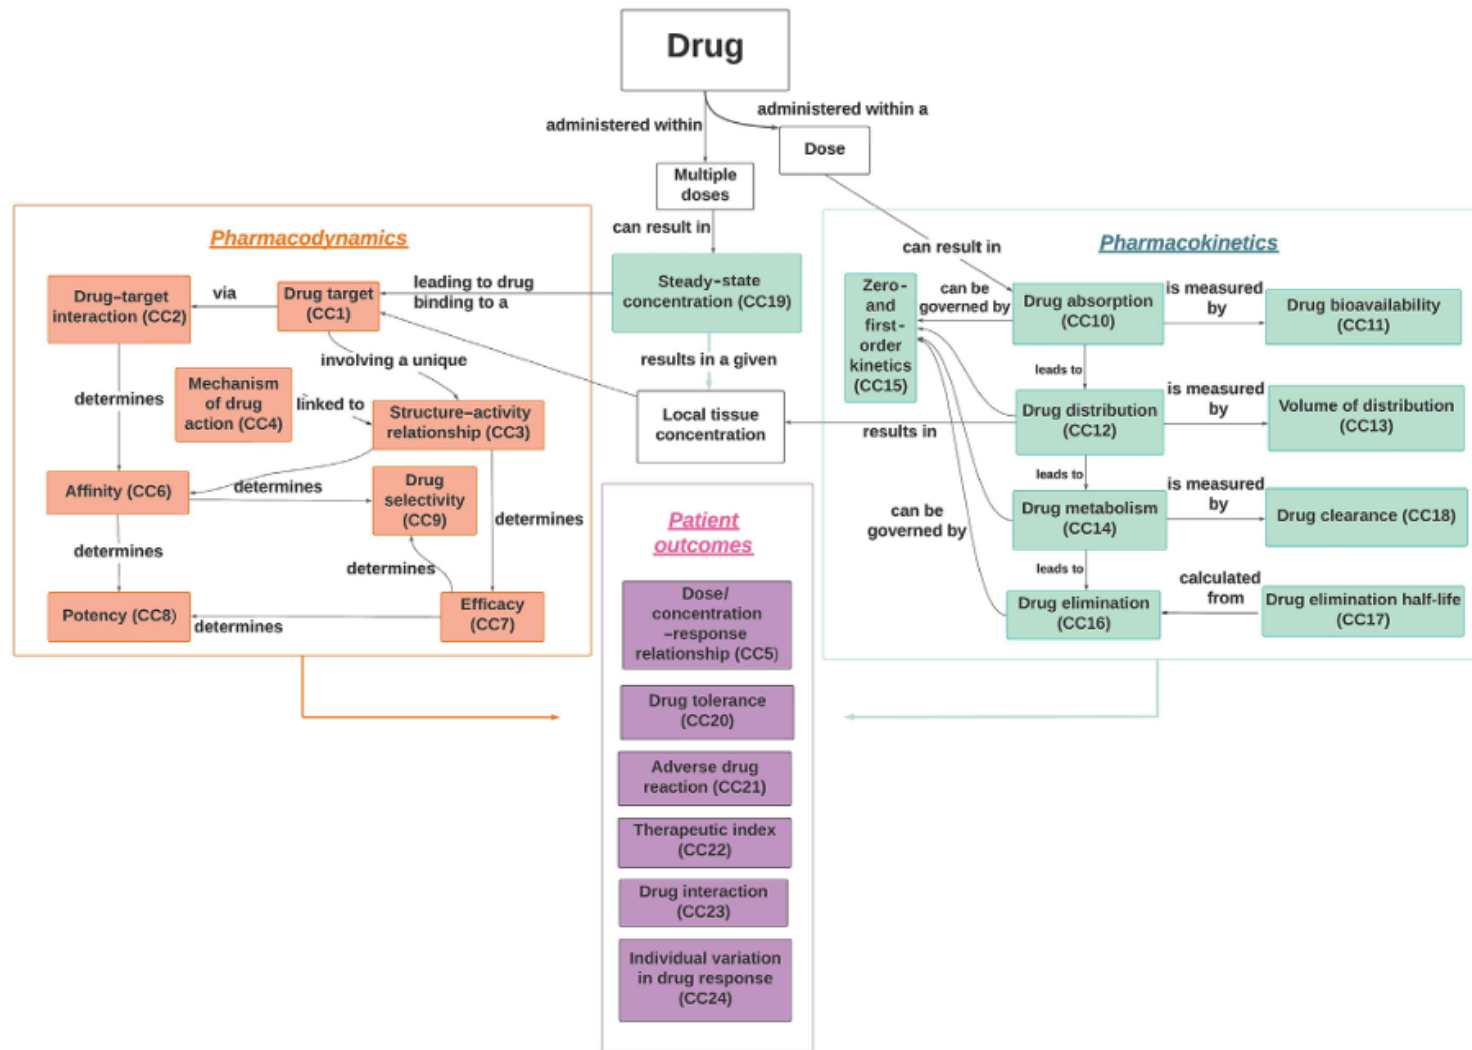 Drug
administered within a
administered within
Dose
Multiple
doses
can result in
Pharmacodynamics
Drug–target
interaction (CC2)
via
Drug target
(CC1)
leading to drug
binding to a
Steady–state
concentration (CC19)
involving a unique
results in a given
determines
Mechanism
of drug
action (CC4)
linked to
Structure–activity
relationship (CC3)
Local tissue
concentration
Affinity (CC6)
determines
Drug
selectivity
(CC9)
determines
determines
determines
Potency (CC8)
determines
Efficacy
(CC7)
Pharmacokinetics
can result in
Zero–
and
first–
order
kinetics
(CC15)
can be
governed by
Drug absorption
(CC10)
is measured
by
Drug bioavailability
(CC11)
leads to
results in
Drug distribution
(CC12)
is measured
by
Volume of distribution
(CC13)
leads to
can be
governed by
Drug metabolism
(CC14)
is measured
by
Drug clearance (CC18)
leads to
Drug elimination
(CC16)
calculated
from
Drug elimination half–life
(CC17)
Patient
outcomes
Dose/
concentration
–response
relationship (CC5)
Drug tolerance
(CC20)
Adverse drug
reaction (CC21)
Therapeutic index
(CC22)
Drug interaction
(CC23)
Individual variation
in drug response
(CC24)